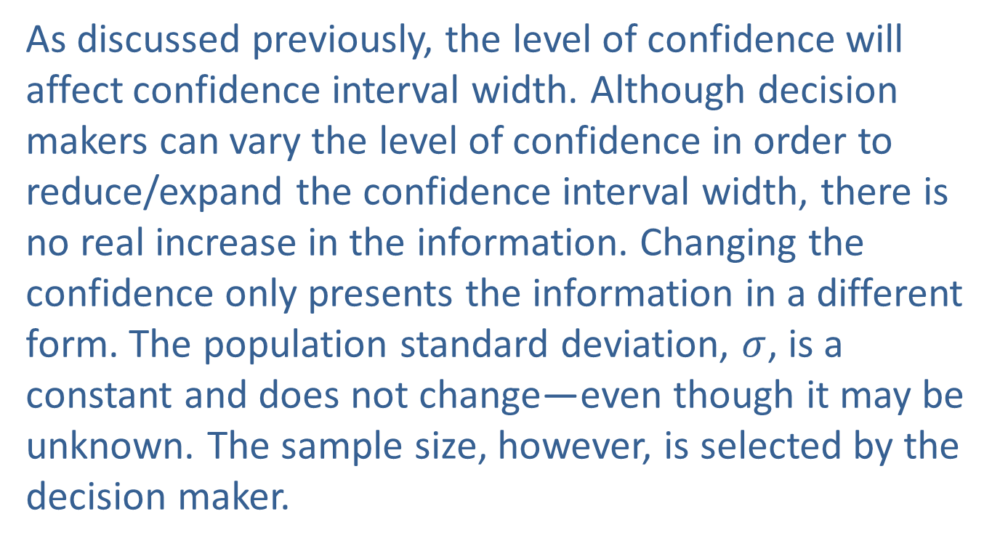 As discussed previously, the level of confidence will
affect confidence interval width. Although decision
makers can vary the level of confidence in order to
reduce/expand the confidence interval width, there is
no real increase in the information. Changing the
confidence only presents the information in a different
form. The population standard deviation, σ, is a
constant and does not change—even though it may be
unknown. The sample size, however, is selected by the
decision maker.